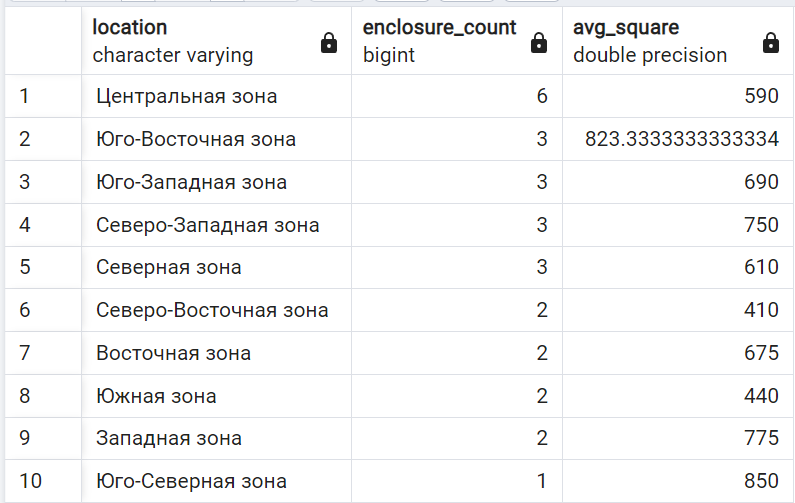 location enclosure_count avg_square
character varying bigint double precision
1 Центральная зона 6 590
2 Юго-Восточная зона 3 823.3333333333334
3 Юго-Западная зона 3 690
4 Северо-Западная зона 3 750
5 Северная зона 3 610
6 Северо-Восточная зона 2 410
7 Восточная зона 2 675
8 Южная зона 2 440
9 Западная зона 2 775
10 Юго-Северная зона 1 850